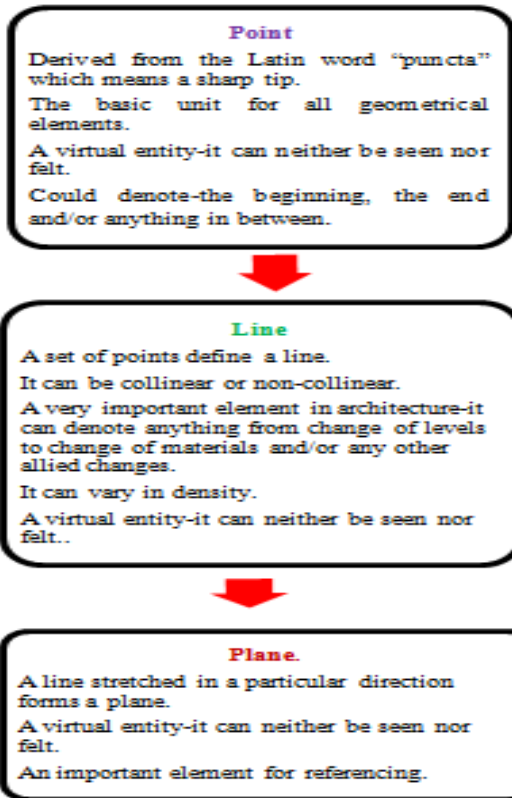 Point
Derived from the Latin word “puncta”
which means a sharp tip.
The basic unit for all geometrical
elements.
A virtual entity-it can neither be seen nor
felt.
Could denote-the beginning, the end
and/or anything in between.
Line
A set of points define a line.
It can be collinear or non-collinear.
A very important element in architecture-it
can denote anything from change of levels
to change of materials and/or any other
allied changes.
It can vary in density.
A virtual entity-it can neither be seen nor
felt..
Plane.
A line stretched in a particular direction
forms a plane.
A virtual entity-it can neither be seen nor
felt.
An important element for referencing.